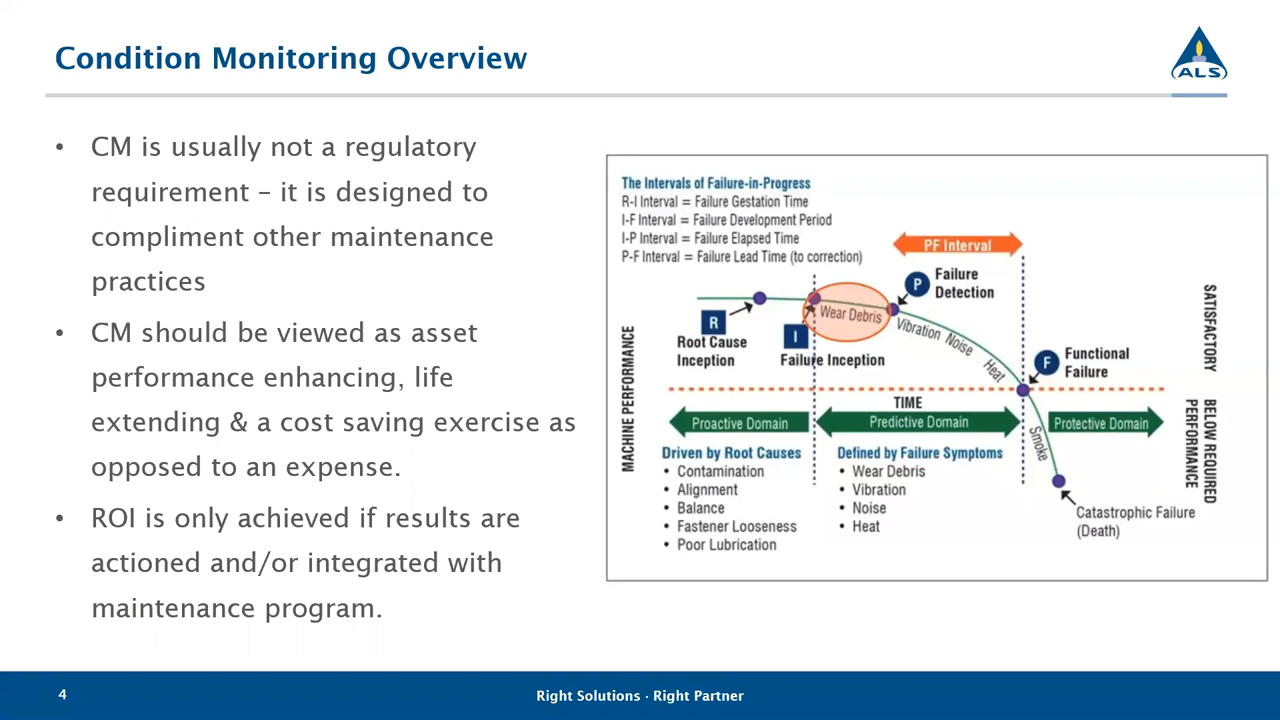 Condition Monitoring Overview
ALS
• CM is usually not a regulatory
requirement – it is designed to
compliment other maintenance
practices
• CM should be viewed as asset
performance enhancing, life
extending & a cost saving exercise as
opposed to an expense.
• ROI is only achieved if results are
actioned and/or integrated with
maintenance program.
The Intervals of Failure-in-Progress
R-I Interval = Failure Gestation Time
I-F Interval = Failure Development Period
I-P Interval = Failure Elapsed Time
P-F Interval = Failure Lead Time (to correction)
PF Interval
P
Failure
Detection
R
Root Cause
Inception
I
Failure Inception
Wear Debris
Vibration
Noise
Heat
F
Functional
Failure
MACHINE PERFORMANCE
SATISFACTORY
BELOW REQUIRED
PERFORMANCE
TIME
Proactive Domain
Predictive Domain
Protective Domain
Smoke
Driven by Root Causes
• Contamination
• Alignment
• Balance
• Fastener Looseness
• Poor Lubrication
Defined by Failure Symptoms
• Wear Debris
• Vibration
• Noise
• Heat
Catastrophic Failure
(Death)
4
Right Solutions · Right Partner